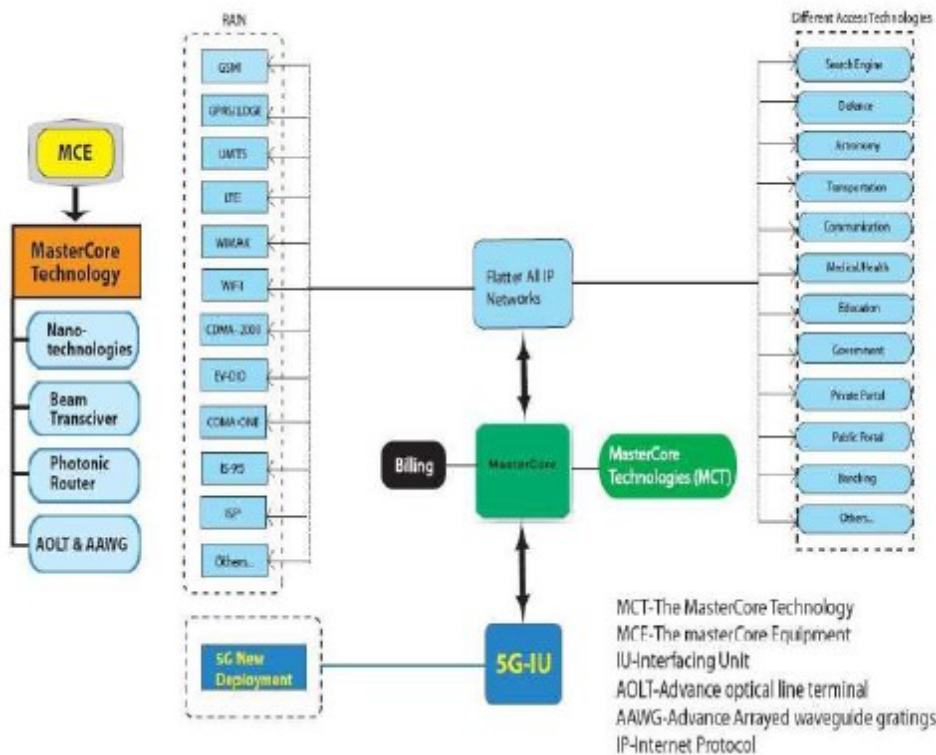 RAN
GSM
GPRS/EDGE
UMTS
LTE
WIMAX
WIFI
CDMA-2000
EV-DO
CDMA-ONE
IS-95
ISP
Others...
MCE
MasterCore
Technology
Nano-
technologies
Beam
Transciver
Photonic
Router
AOLT & AAWG
Flatter All IP
Networks
Billing
MasterCore
MasterCore
Technologies (MCT)
5G New
Deployment
5G-IU
Different Access Technologies
Search Engine
Defence
Astronomy
Transportation
Communication
Medical/Health
Education
Government
Private Portal
Public Portal
Others...
MCT-The MasterCore Technology
MCE-The masterCore Equipment
IU-Interfacing Unit
AOLT-Advance optical line terminal
AAWG-Advance Arrayed waveguide gratings
IP-Internet Protocol